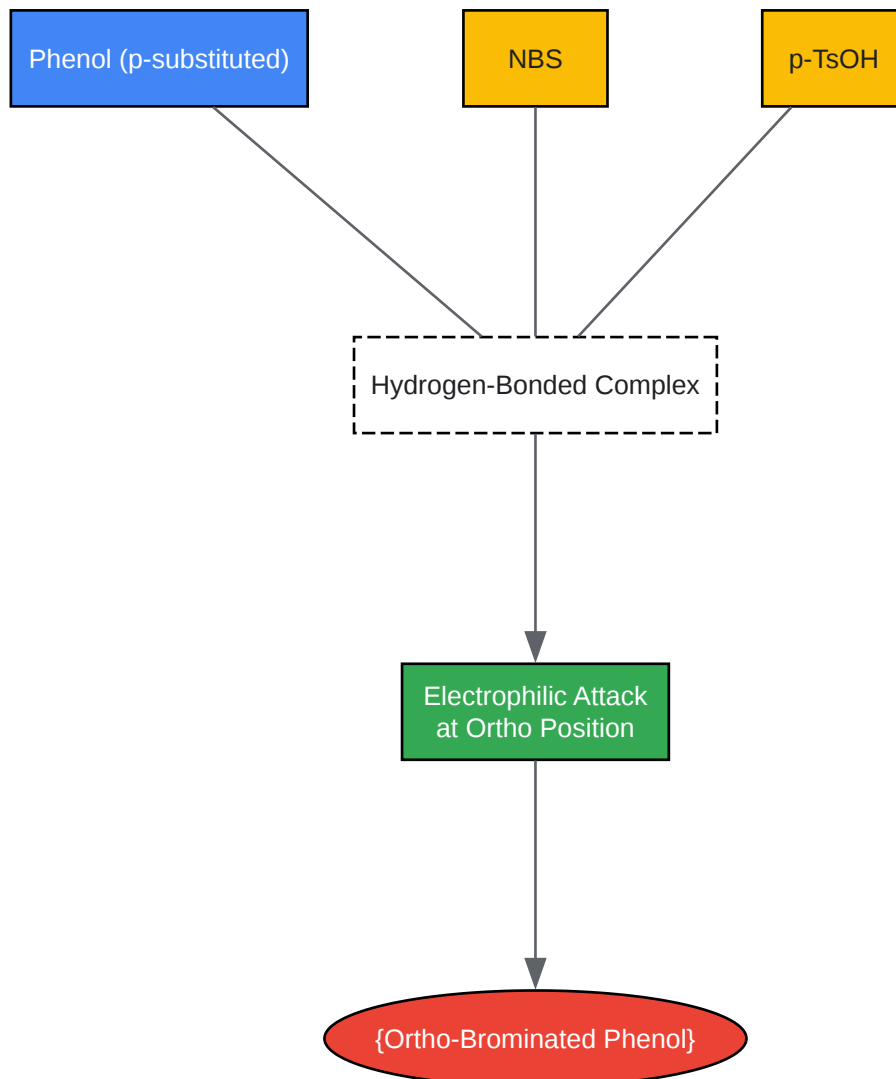 Phenol (p-substituted)
NBS
p-TsOH
Hydrogen-Bonded Complex
Electrophilic Attack
at Ortho Position
{Ortho-Brominated Phenol}